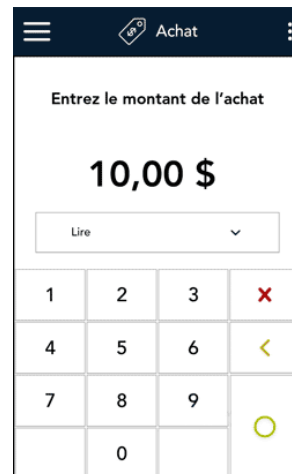 Achat
Entrez le montant de l'achat
10,00 $
Lire
1 2 3
4 5 6
7 8 9
0